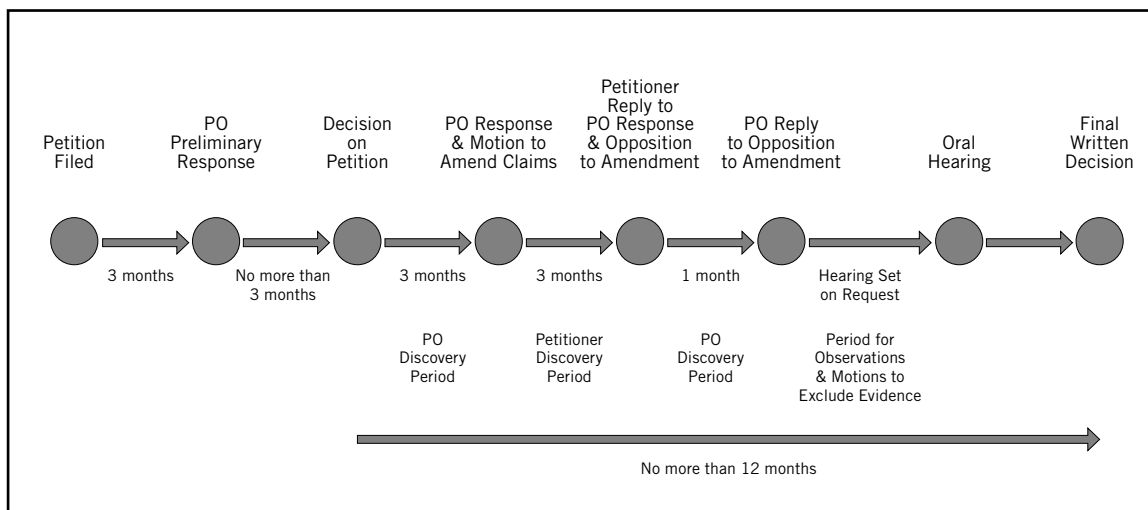 Petition
Filed
PO
Preliminary
Response
Decision
on
Petition
PO Response
& Motion to
Amend Claims
Petitioner
Reply to
PO Response
& Opposition
to Amendment
PO Reply
to Opposition
to Amendment
Oral
Hearing
Final
Written
Decision
3 months
No more than
3 months
3 months
3 months
1 month
Hearing Set
on Request
PO
Discovery
Period
Petitioner
Discovery
Period
PO
Discovery
Period
Period for
Observations
& Motions to
Exclude Evidence
No more than 12 months